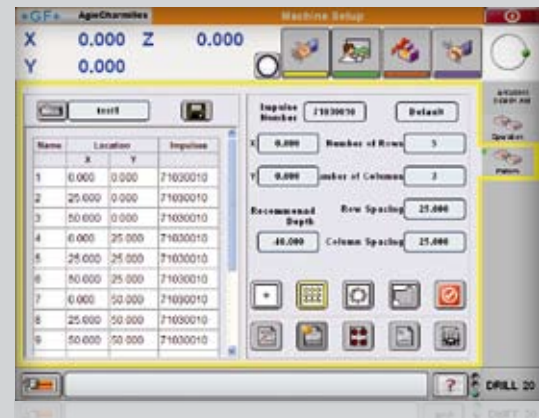 +GF+ AgieCharmilles Machine Setup
X 0.000 Z 0.000
Y 0.000
test1
Impulse Number 71030010 Default
Name Location Impulses
X Y
X 0.000 Number of Rows 5
Y 0.000 umber of Columns 3
1 0.000 0.000 71030010
2 25.000 0.000 71030010
3 50.000 0.000 71030010
4 0.000 25.000 71030010
5 25.000 25.000 71030010
6 50.000 25.000 71030010
7 0.000 50.000 71030010
8 25.000 50.000 71030010
9 50.000 50.000 71030010
Recommended Depth Row Spacing 25.000
40.000 Column Spacing 25.000
Operation
Pattern
? DRILL 20